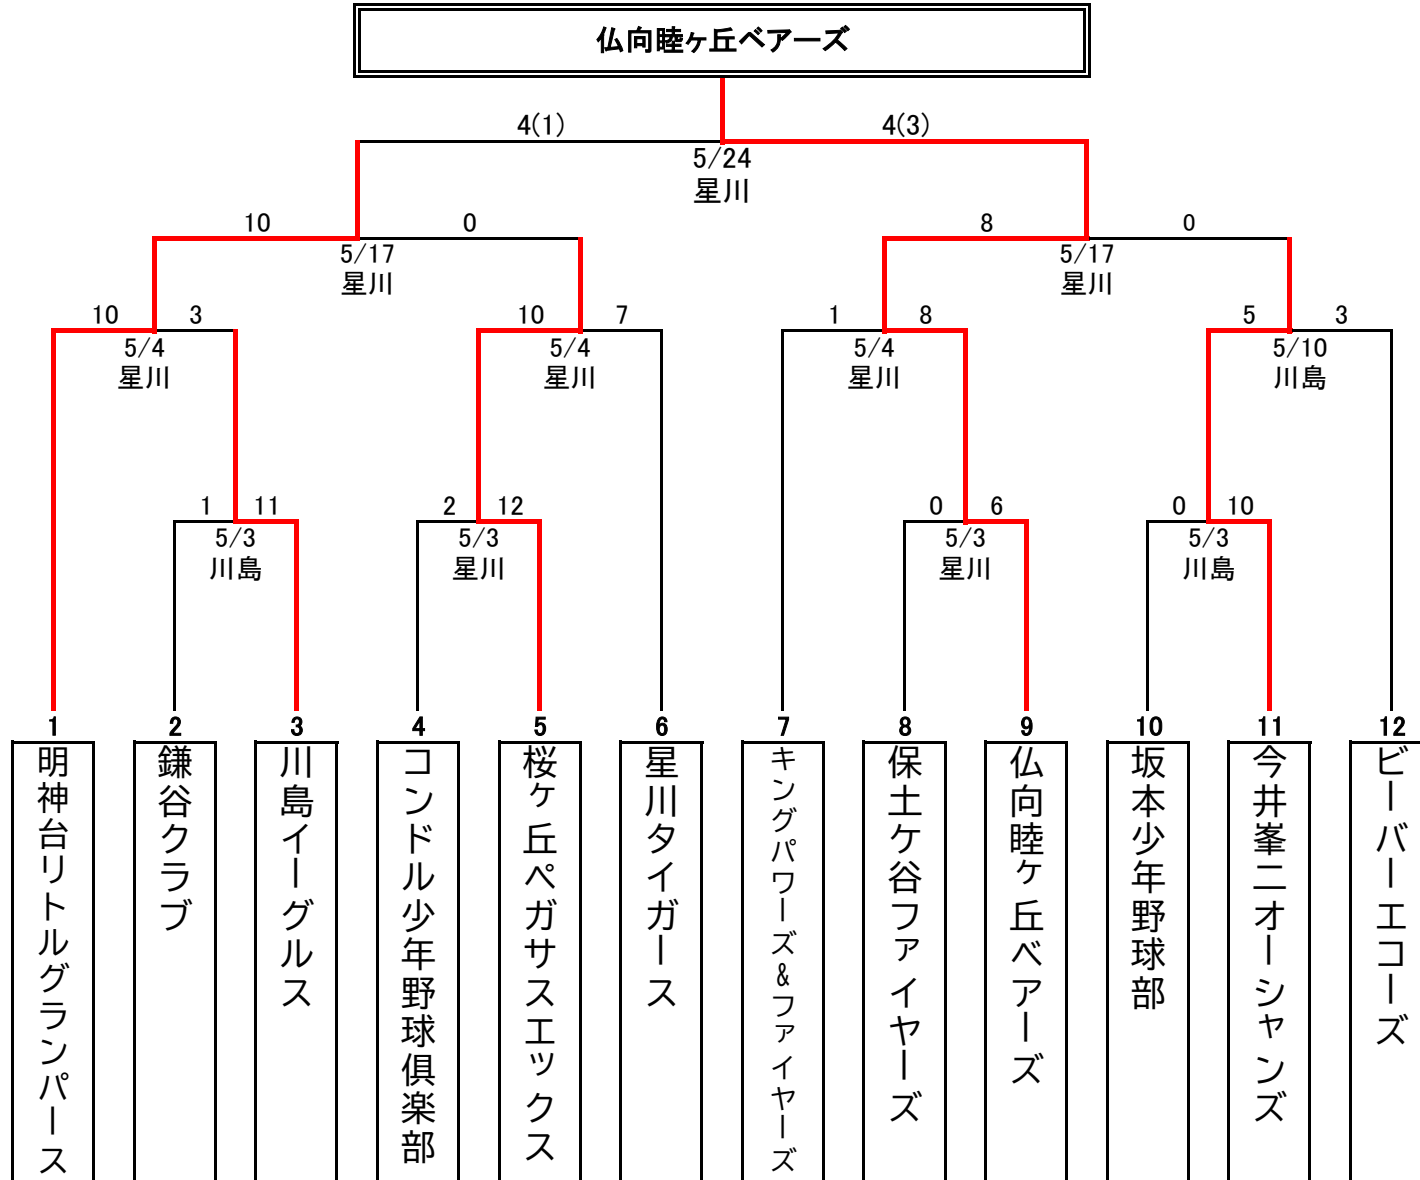 仏向睦ヶ丘ベアーズ
4(1)
4(3)
5/24
星川
10
0
8
0
5/17
星川
5/17
星川
10
3
10
7
1
8
5
3
5/4
星川
5/4
星川
5/4
星川
5/10
川島
1
11
2
12
0
6
0
10
5/3
川島
5/3
星川
5/3
星川
5/3
川島
1
2
3
4
5
6
7
8
9
10
11
12
明神台リトルグランパース
鎌谷クラブ
川島イーグルス
コンドル少年野球倶楽部
桜ヶ丘ペガサスエックス
星川タイガース
キングパワーズ&ファイヤーズ
保土ケ谷ファイヤーズ
仏向睦ヶ丘ベアーズ
坂本少年野球部
今井峯二オーシャンズ
ビーバーエコーズ